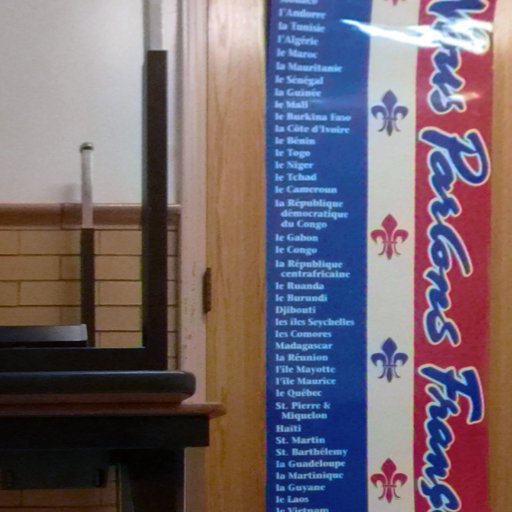 Monaco
l'Andorre
la Tunisie
l'Algérie
le Maroc
la Mauritanie
le Sénégal
la Guinée
le Mali
le Burkina Faso
la Côte d'Ivoire
le Bénin
le Togo
le Niger
le Tchad
le Cameroun
la République
démocratique
du Congo
le Gabon
le Congo
la République
centrafricaine
le Ruanda
le Burundi
Djibouti
les îles Seychelles
les Comores
Madagascar
la Réunion
l'île Mayotte
l'île Maurice
le Québec
St. Pierre &
Miquelon
Haïti
St. Martin
St. Barthélemy
la Guadeloupe
la Martinique
la Guyane
le Laos
le Vietnam
Nous Parlons